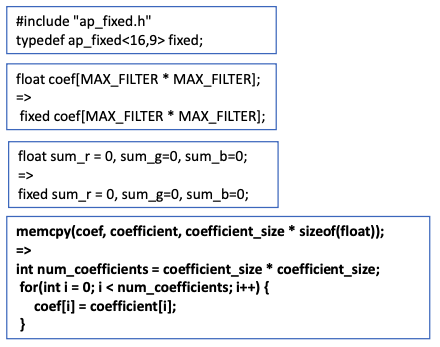 #include "ap_fixed.h"
typedef ap_fixed<16,9> fixed;
float coef[MAX_FILTER * MAX_FILTER];
=>
fixed coef[MAX_FILTER * MAX_FILTER];
float sum_r = 0, sum_g=0, sum_b=0;
=>
fixed sum_r = 0, sum_g=0, sum_b=0;
memcpy(coef, coefficient, coefficient_size * sizeof(float));
=>
int num_coefficients = coefficient_size * coefficient_size;
for(int i = 0; i < num_coefficients; i++) {
coef[i] = coefficient[i];
}